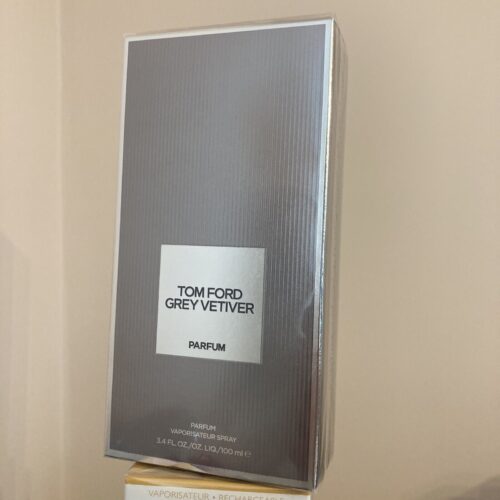 TOM FORD
GREY VETIVER
PARFUM
PARFUM
VAPORISATEUR SPRAY
3.4 FL.OZ./OZ. LIQ./100 ml ℮
VAPORISATEUR • RECHARGEABLE